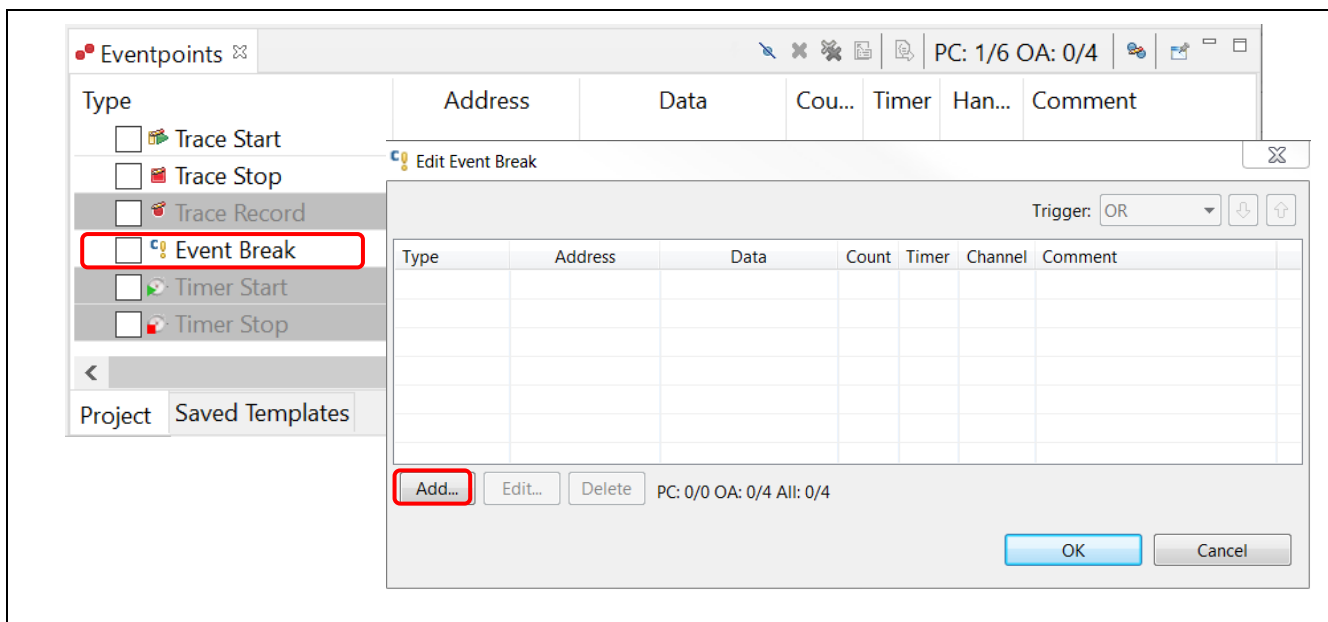 Eventpoints
PC: 1/6 OA: 0/4
Type Address Data Cou... Timer Han... Comment
Trace Start
Trace Stop
Trace Record
Event Break
Timer Start
Timer Stop
Project Saved Templates
Edit Event Break
Trigger: OR
Type Address Data Count Timer Channel Comment
Add... Edit... Delete PC: 0/0 OA: 0/4 All: 0/4
OK Cancel